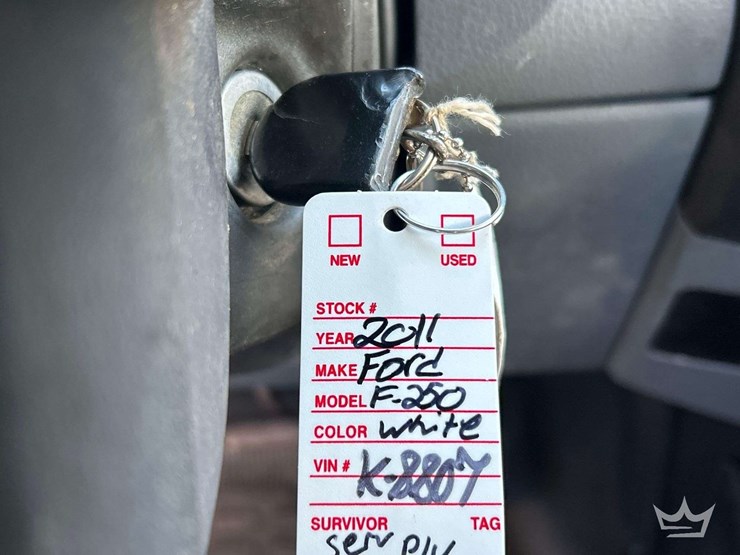 NEW USED
STOCK #
YEAR 2011
MAKE Ford
MODEL F-250
COLOR white
VIN # K-8807
SURVIVOR TAG